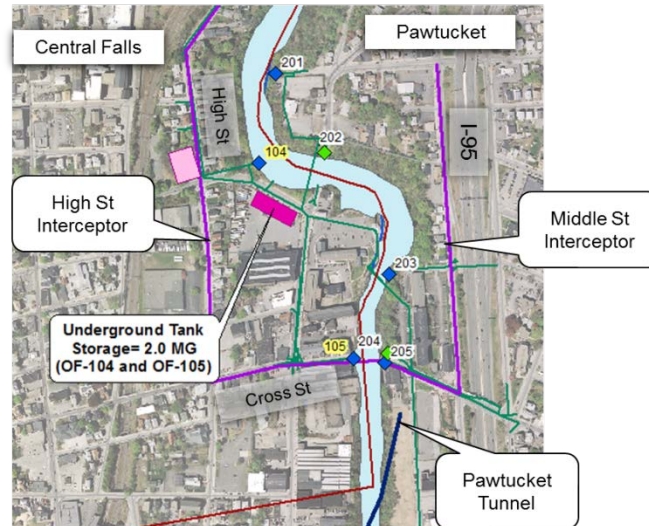 Central Falls
Pawtucket
201
High St
I-95
202
104
High St
Interceptor
Middle St
Interceptor
203
Underground Tank
Storage= 2.0 MG
(OF-104 and OF-105)
105
204
205
Cross St
Pawtucket
Tunnel